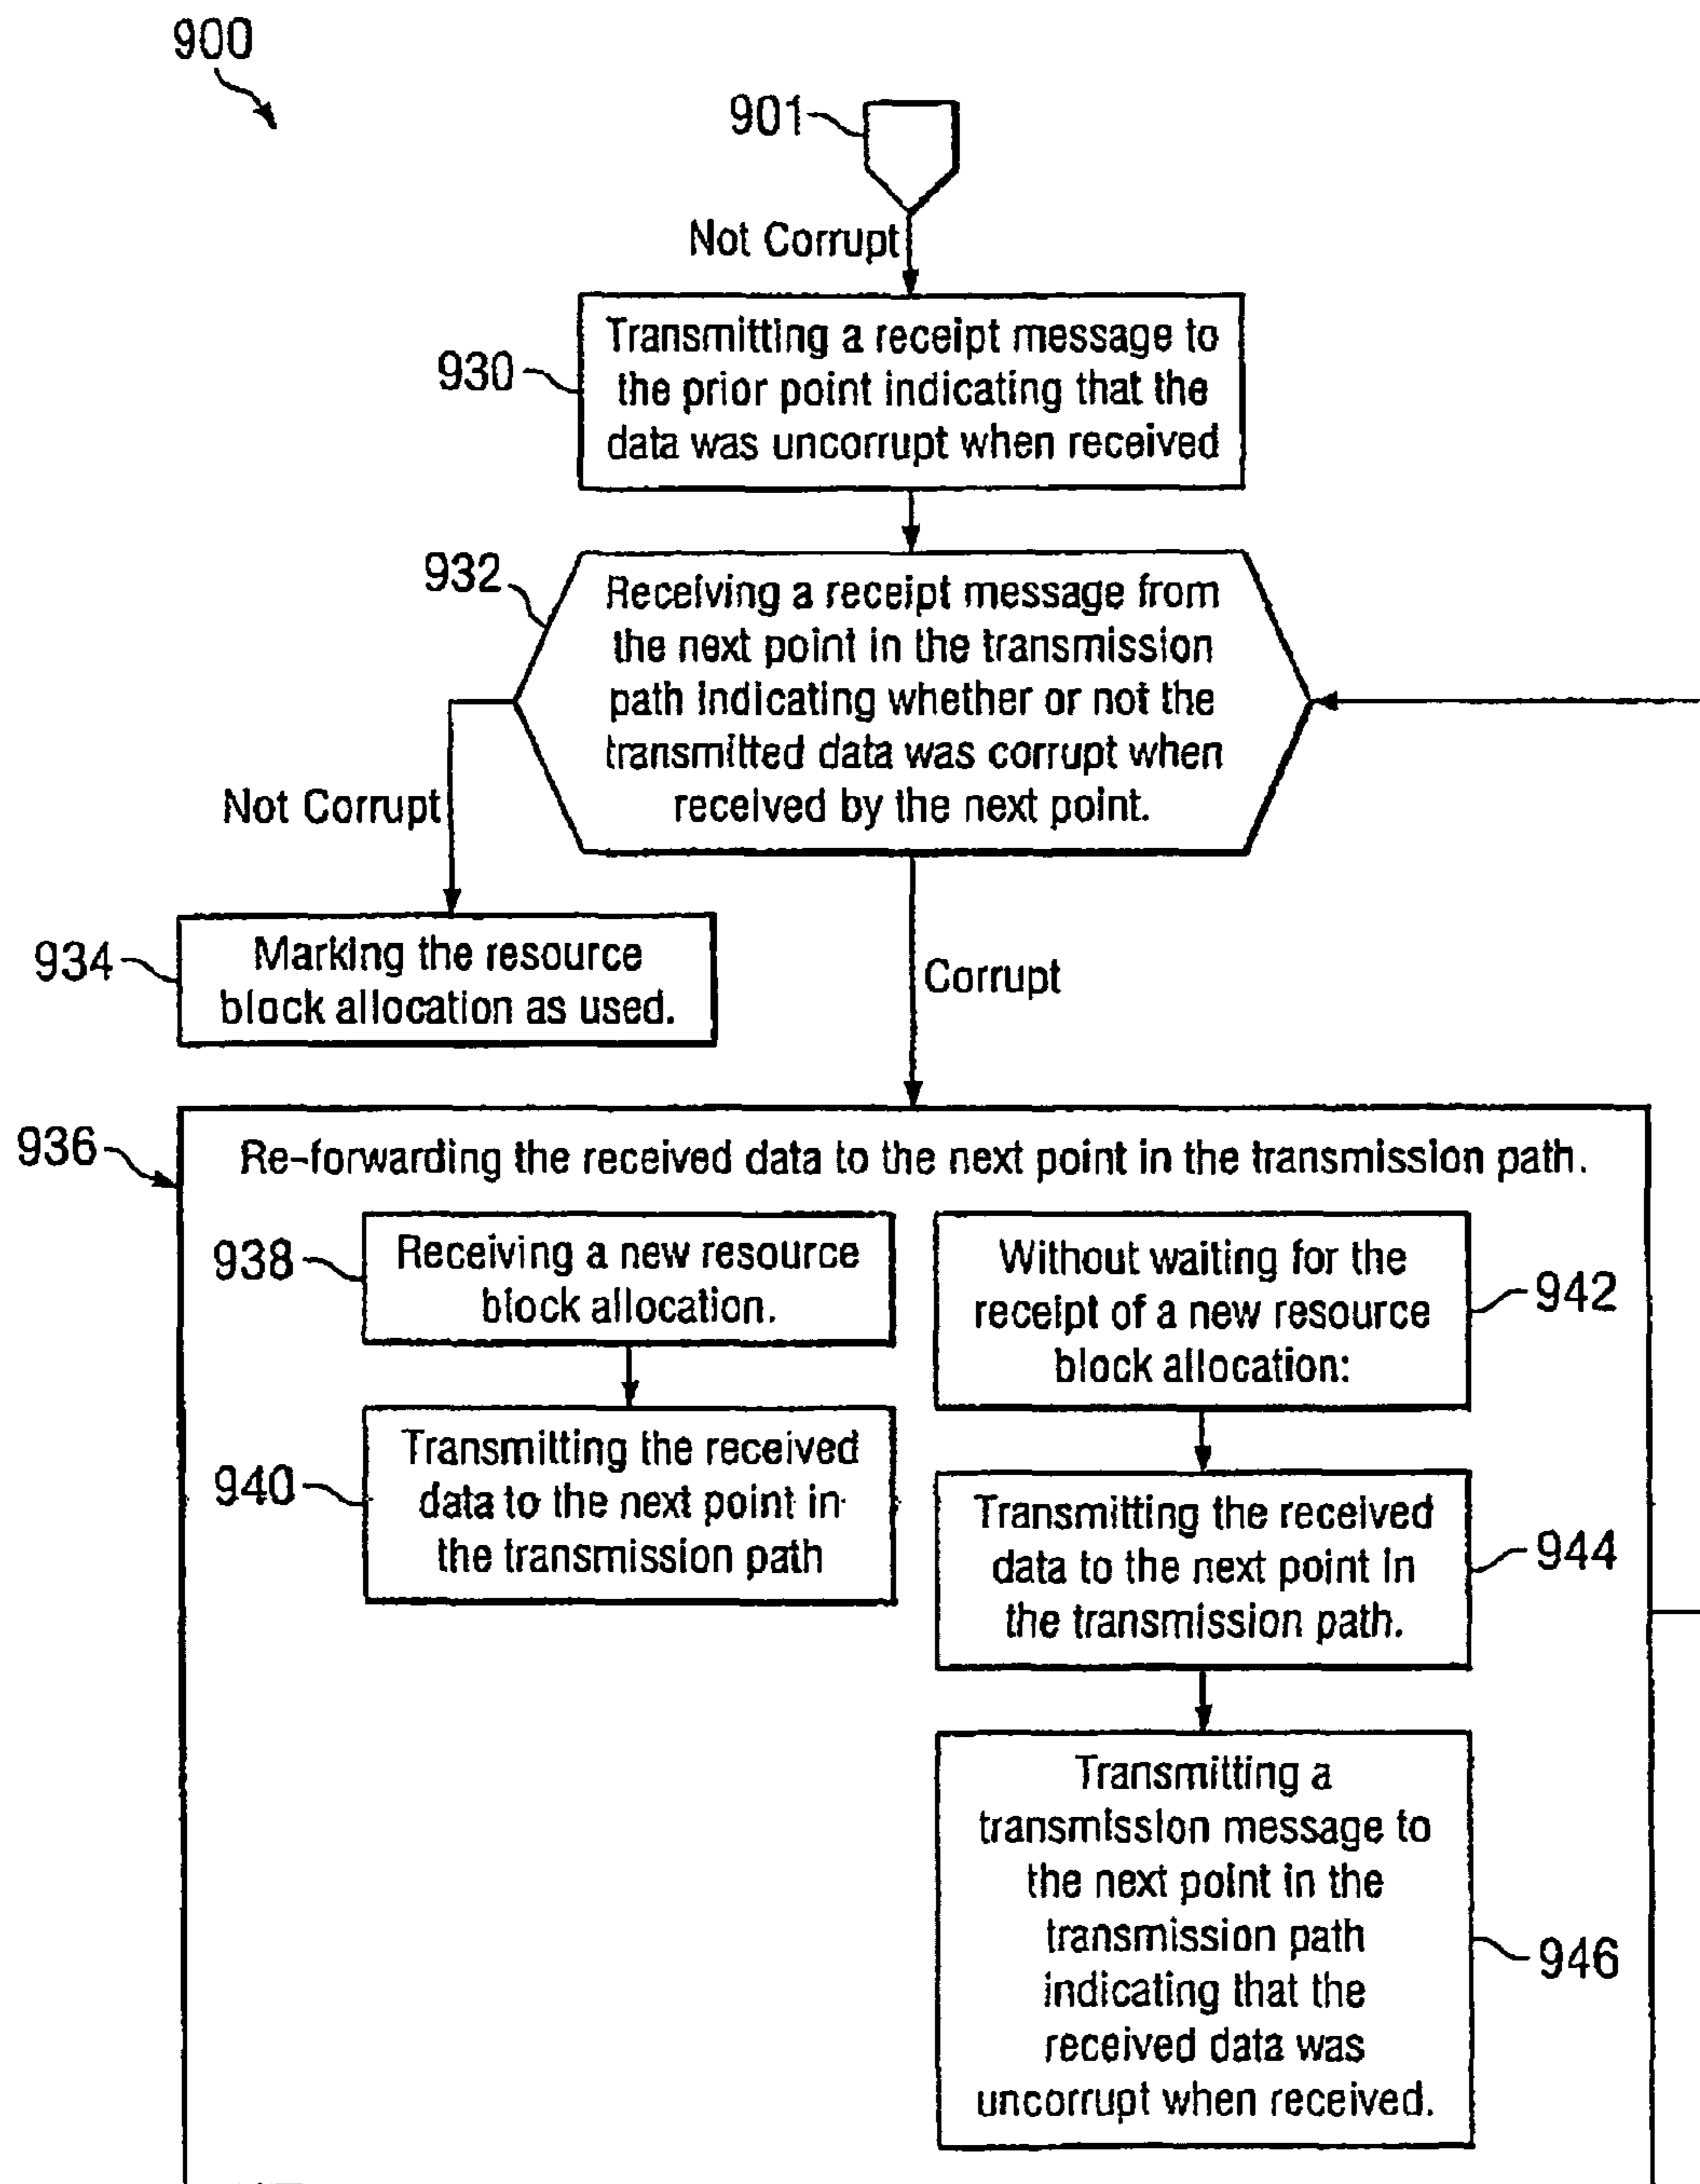 900
901
Not Corrupt
930
Transmitting a receipt message to
the prior point indicating that the
data was uncorrupt when received
932
Receiving a receipt message from
the next point in the transmission
path indicating whether or not the
transmitted data was corrupt when
received by the next point.
Not Corrupt
934
Marking the resource
block allocation as used.
Corrupt
936
Re-forwarding the received data to the next point in the transmission path.
938
Receiving a new resource
block allocation.
940
Transmitting the received
data to the next point in
the transmission path
Without waiting for the
receipt of a new resource
block allocation:
942
Transmitting the received
data to the next point in
the transmission path.
944
Transmitting a
transmission message to
the next point in the
transmission path
indicating that the
received data was
uncorrupt when received.
946